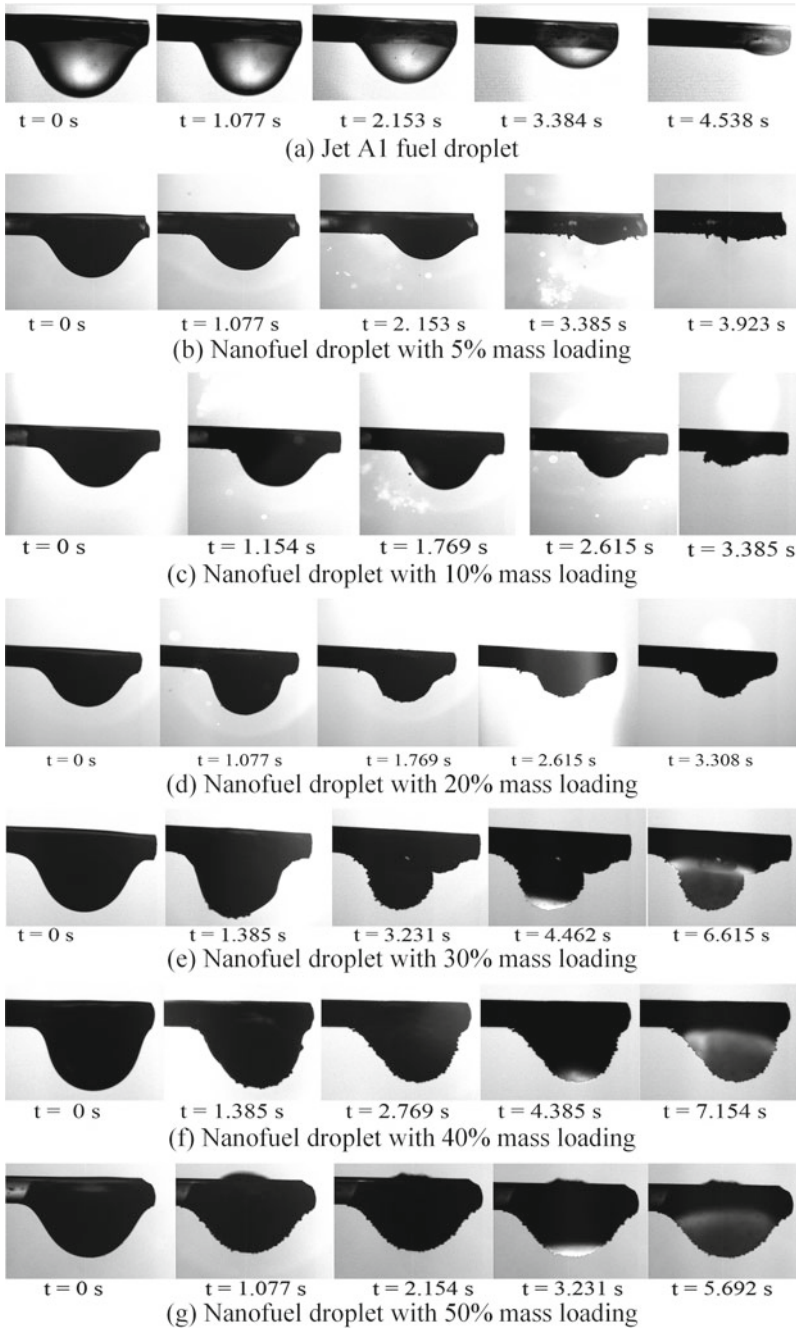 t = 0 s t = 1.077 s t = 2.153 s t = 3.384 s t = 4.538 s
(a) Jet A1 fuel droplet
t = 0 s t = 1.077 s t = 2. 153 s t = 3.385 s t = 3.923 s
(b) Nanofuel droplet with 5% mass loading
t = 0 s t = 1.154 s t = 1.769 s t = 2.615 s t = 3.385 s
(c) Nanofuel droplet with 10% mass loading
t = 0 s t = 1.077 s t = 1.769 s t = 2.615 s t = 3.308 s
(d) Nanofuel droplet with 20% mass loading
t = 0 s t = 1.385 s t = 3.231 s t = 4.462 s t = 6.615 s
(e) Nanofuel droplet with 30% mass loading
t = 0 s t = 1.385 s t = 2.769 s t = 4.385 s t = 7.154 s
(f) Nanofuel droplet with 40% mass loading
t = 0 s t = 1.077 s t = 2.154 s t = 3.231 s t = 5.692 s
(g) Nanofuel droplet with 50% mass loading